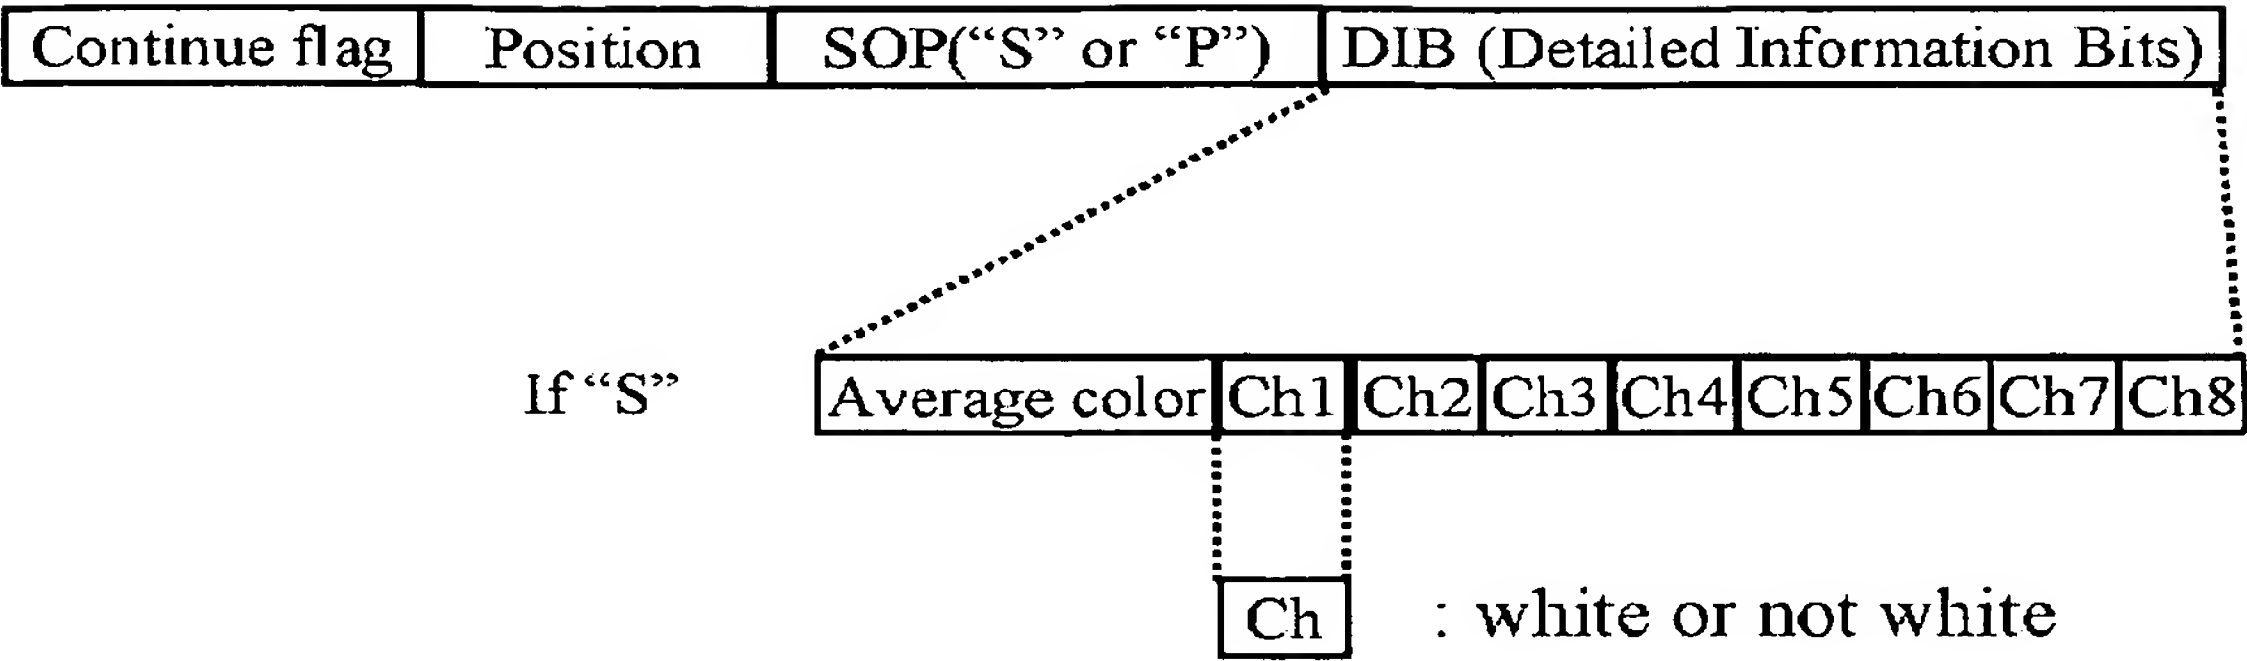 Continue flag Position SOP(“S” or “P”) DIB (Detailed Information Bits)
If “S” Average color Ch1 Ch2 Ch3 Ch4 Ch5 Ch6 Ch7 Ch8
Ch : white or not white